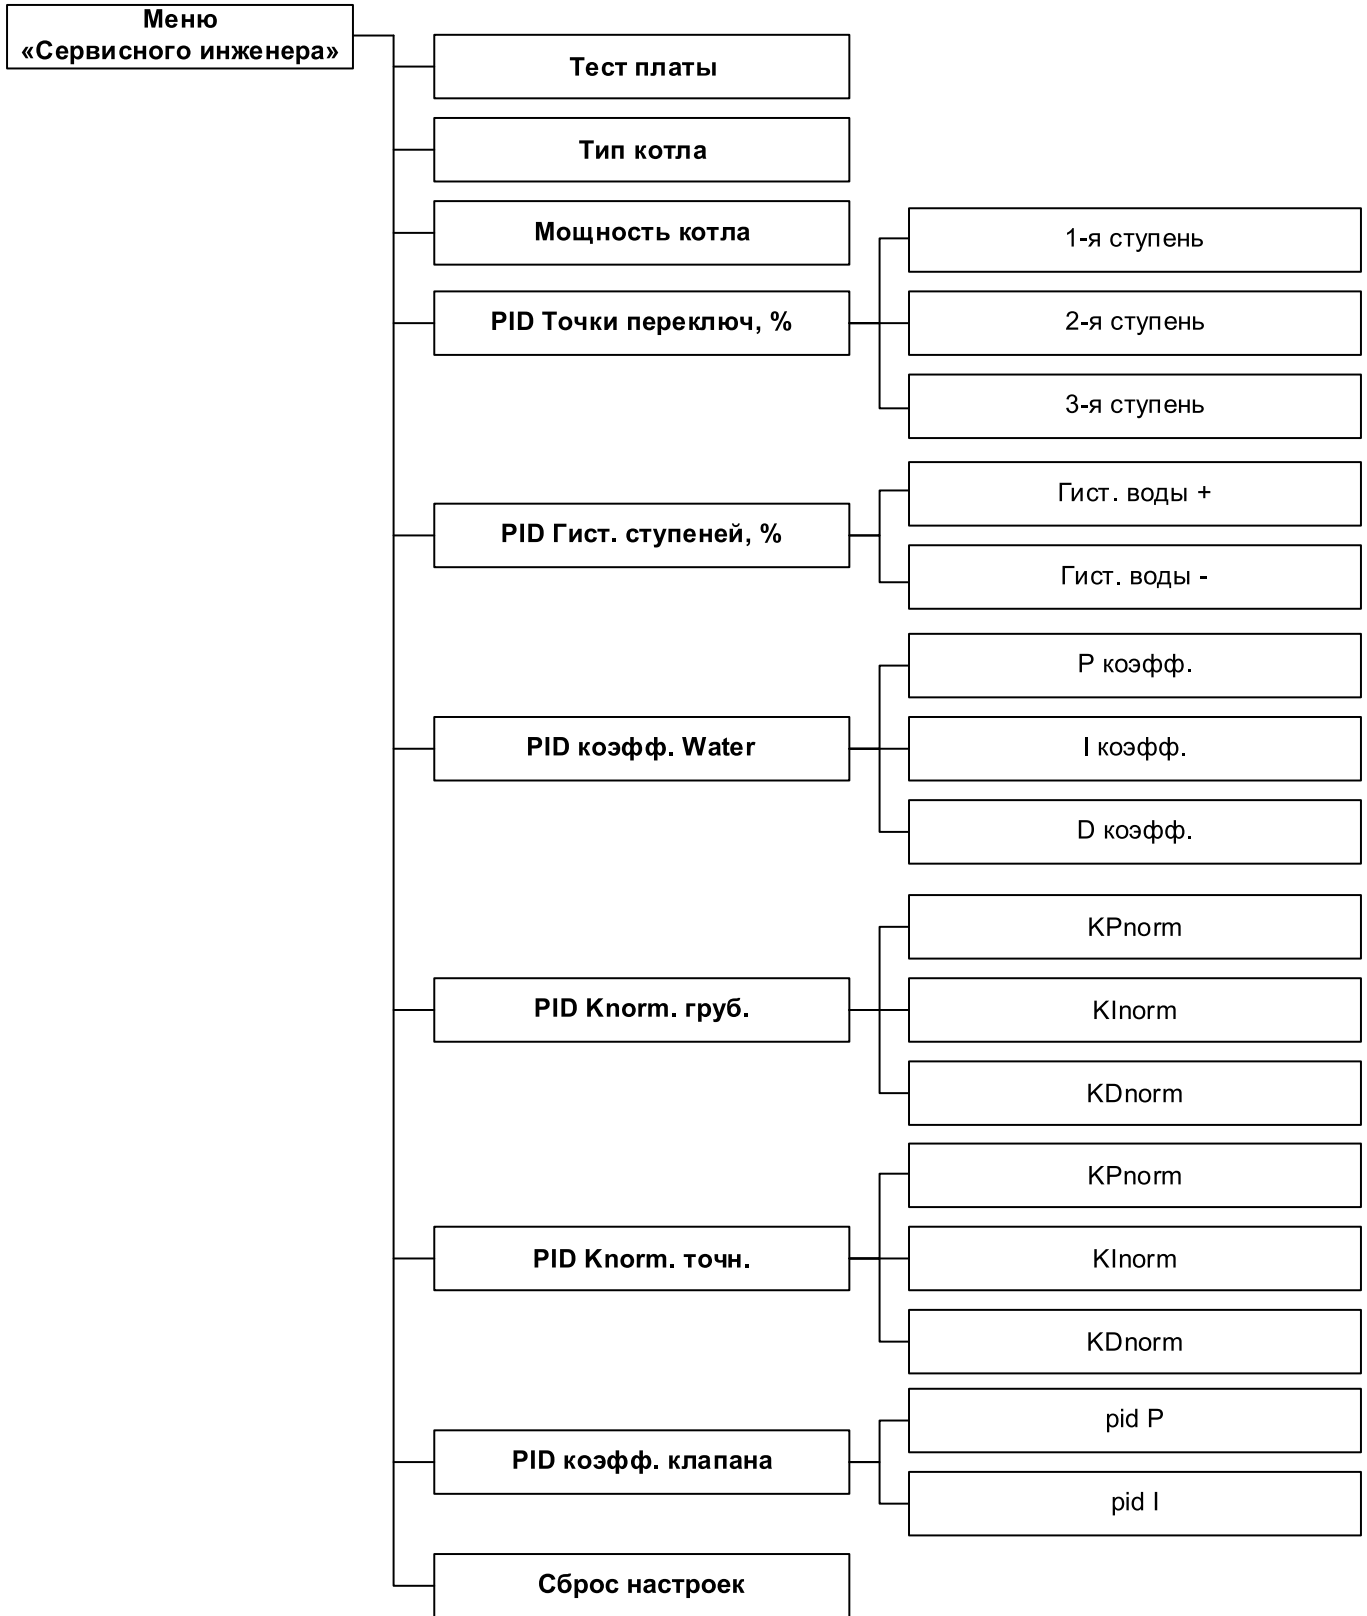 Меню
«Сервисного инженера»
Тест платы
Тип котла
Мощность котла
PID Точки переключ, %
1-я ступень
2-я ступень
3-я ступень
PID Гист. ступеней, %
Гист. воды +
Гист. воды -
PID коэфф. Water
P коэфф.
I коэфф.
D коэфф.
PID Knorm. груб.
KPnorm
KInorm
KDnorm
PID Knorm. точн.
KPnorm
KInorm
KDnorm
PID коэфф. клапана
pid P
pid I
Сброс настроек